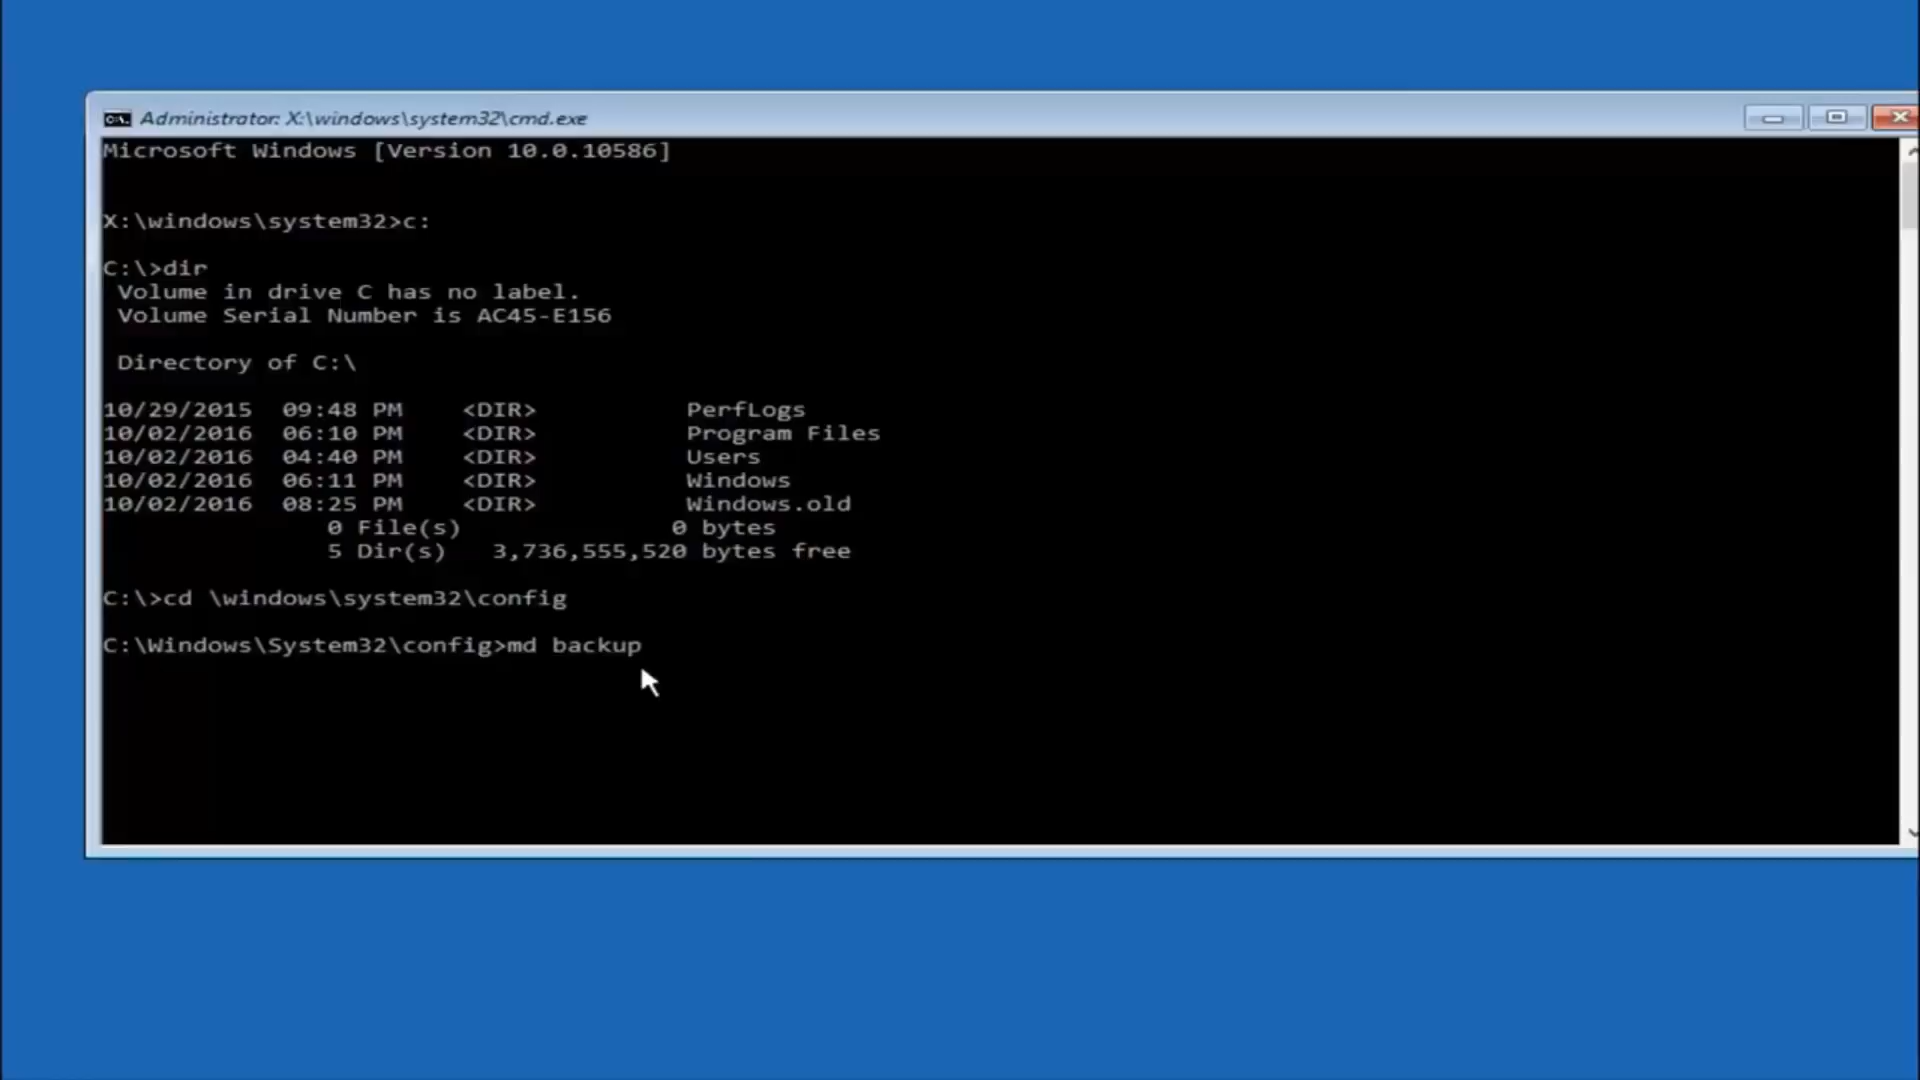 Administrator: X:\windows\system32\cmd.exe
Microsoft Windows [Version 10.0.10586]
X:\windows\system32>c:
C:\>dir
Volume in drive C has no label.
Volume Serial Number is AC45-E156
Directory of C:\
10/29/2015 09:48 PM <DIR> PerfLogs
10/02/2016 06:10 PM <DIR> Program Files
10/02/2016 04:40 PM <DIR> Users
10/02/2016 06:11 PM <DIR> Windows
10/02/2016 08:25 PM <DIR> Windows.old
0 File(s) 0 bytes
5 Dir(s) 3,736,555,520 bytes free
C:\>cd \windows\system32\config
C:\Windows\System32\config>md backup